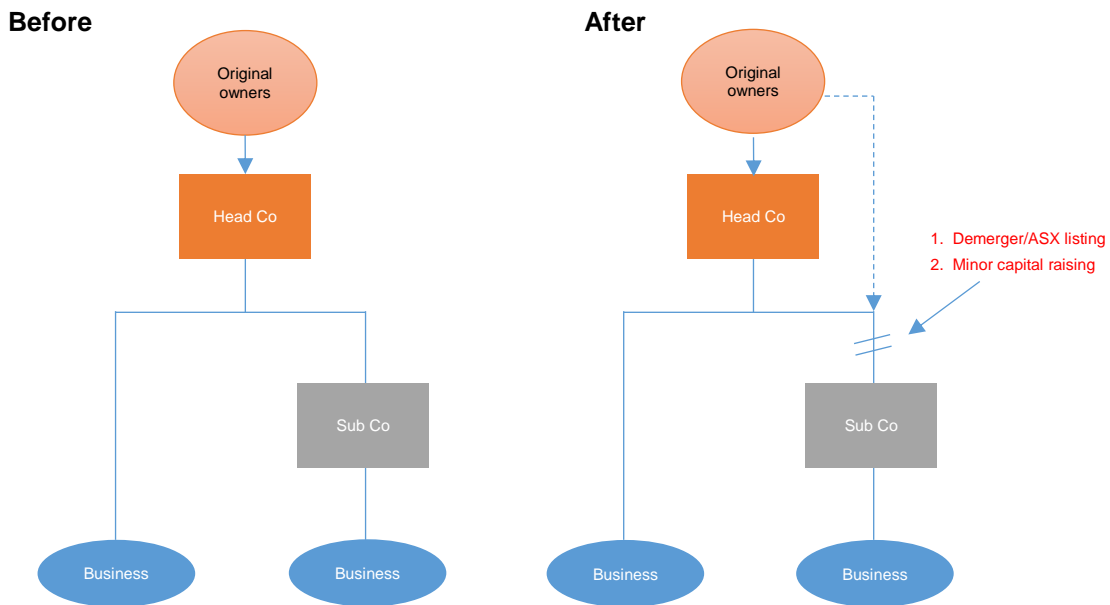 Before
Original
owners
Head Co
Sub Co
Business
Business
After
Original
owners
Head Co
1. Demerger/ASX listing
2. Minor capital raising
Sub Co
Business
Business